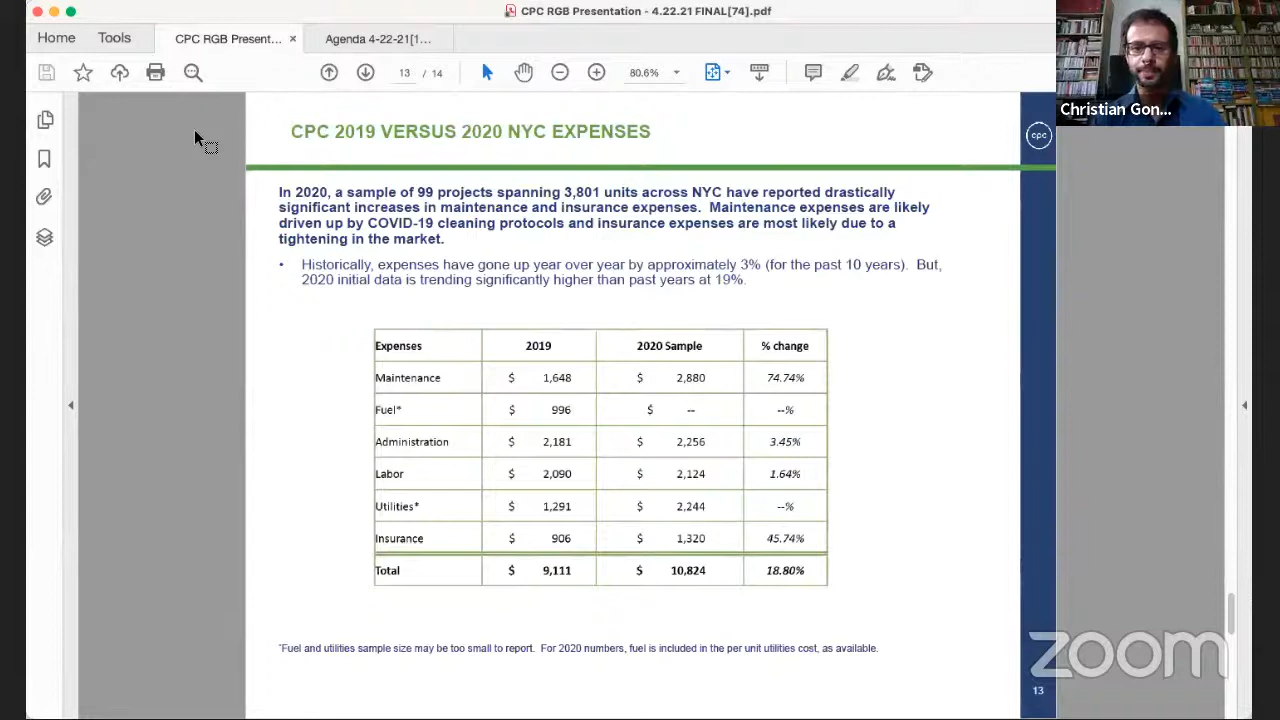 CPC RGB Presentation - 4.22.21 FINAL[74].pdf
Home Tools CPC RGB Present... × Agenda 4-22-21[1...
13 / 14 80.6%
Christian Gon...
CPC 2019 VERSUS 2020 NYC EXPENSES
cpc
In 2020, a sample of 99 projects spanning 3,801 units across NYC have reported drastically
significant increases in maintenance and insurance expenses. Maintenance expenses are likely
driven up by COVID-19 cleaning protocols and insurance expenses are most likely due to a
tightening in the market.
• Historically, expenses have gone up year over year by approximately 3% (for the past 10 years). But,
2020 initial data is trending significantly higher than past years at 19%.
Expenses 2019 2020 Sample % change
Maintenance $ 1,648 $ 2,880 74.74%
Fuel* $ 996 $ -- --%
Administration $ 2,181 $ 2,256 3.45%
Labor $ 2,090 $ 2,124 1.64%
Utilities* $ 1,291 $ 2,244 --%
Insurance $ 906 $ 1,320 45.74%
Total $ 9,111 $ 10,824 18.80%
*Fuel and utilities sample size may be too small to report. For 2020 numbers, fuel is included in the per unit utilities cost, as available.
zoom
13